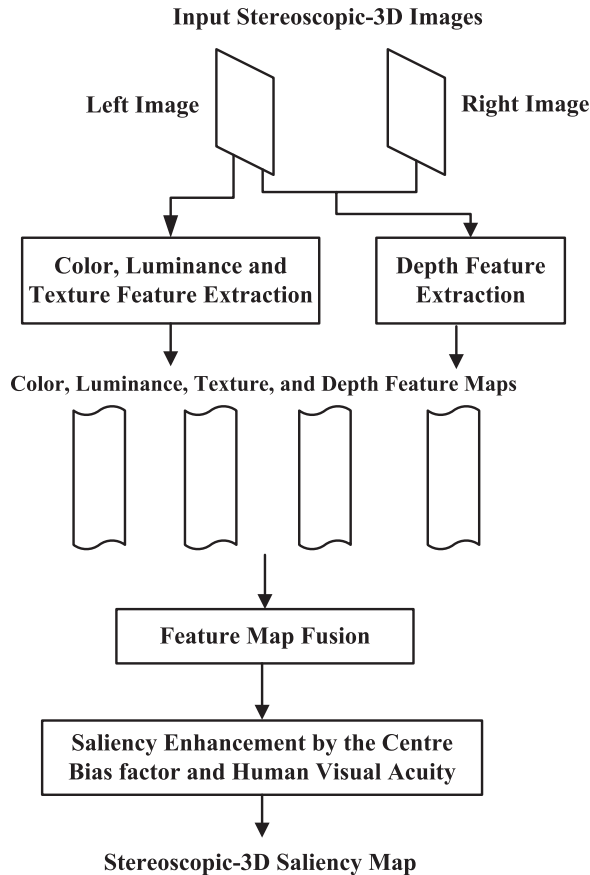 Input Stereoscopic-3D Images
Left Image
Right Image
Color, Luminance and
Texture Feature Extraction
Depth Feature
Extraction
Color, Luminance, Texture, and Depth Feature Maps
Feature Map Fusion
Saliency Enhancement by the Centre
Bias factor and Human Visual Acuity
Stereoscopic-3D Saliency Map